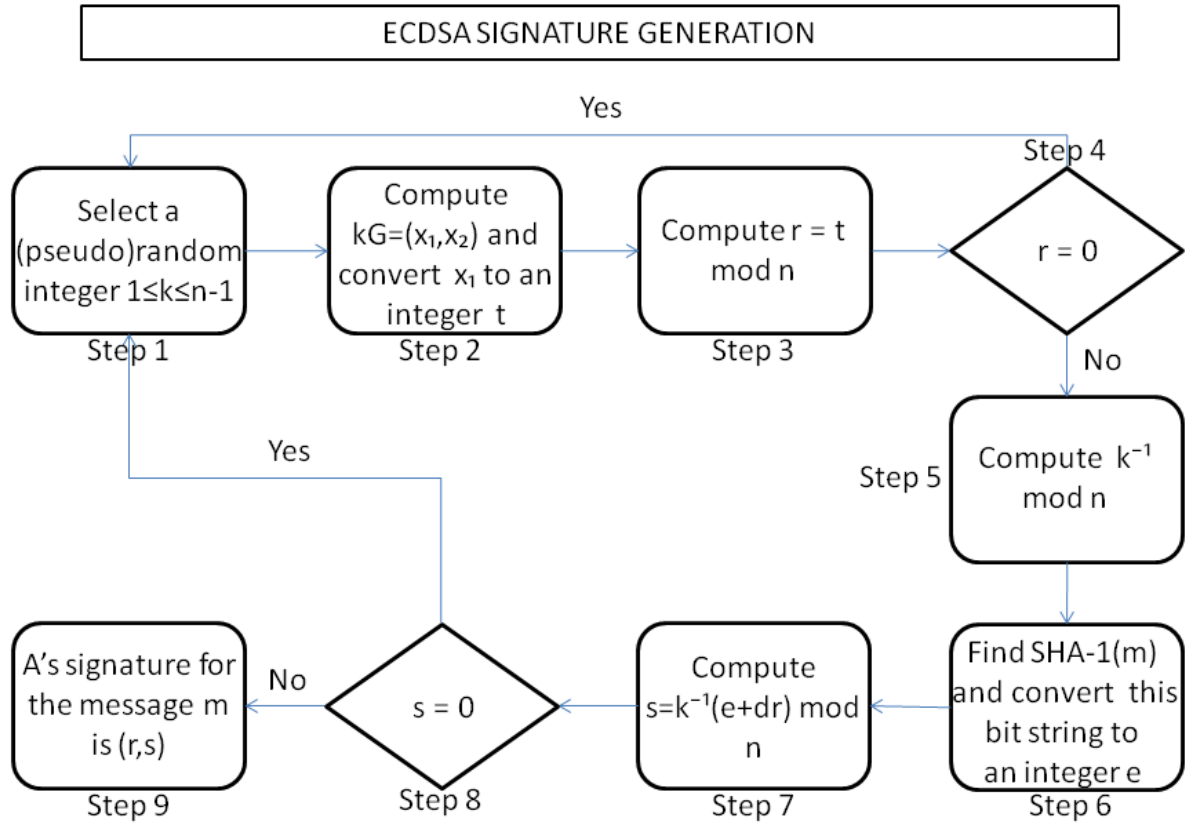 ECDSA SIGNATURE GENERATION
Yes
Step 4
Select a
(pseudo)random
integer 1≤k≤n-1
Step 1
Compute
kG=(x₁,x₂) and
convert x₁ to an
integer t
Step 2
Compute r = t
mod n
Step 3
r = 0
No
Compute k⁻¹
mod n
Step 5
Find SHA-1(m)
and convert this
bit string to
an integer e
Step 6
Compute
s=k⁻¹(e+dr) mod
n
Step 7
s = 0
Step 8
Yes
No
A’s signature for
the message m
is (r,s)
Step 9